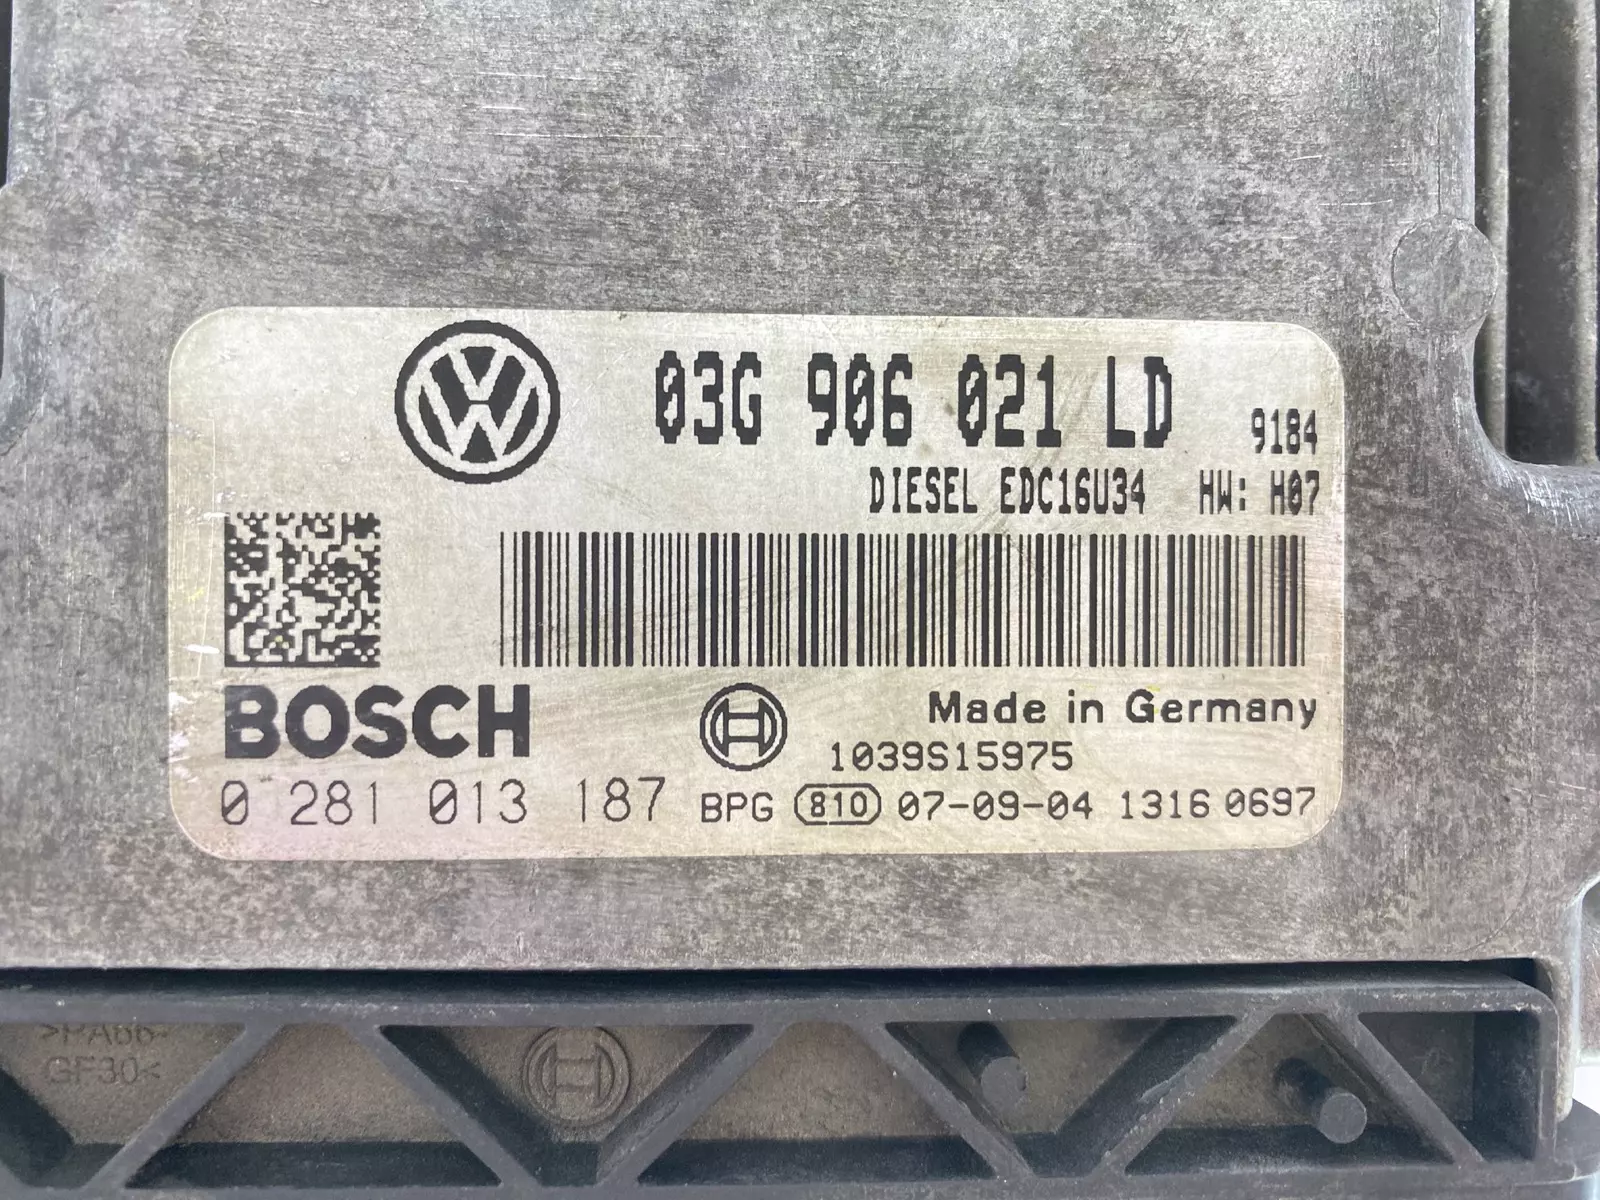 03G 906 021 LD 9184
DIESEL EDC16U34 HW: H07
BOSCH
Made in Germany
1039S15975
0 281 013 187 BPG 810 07-09-04 1316 0697
>PA66-
GF30<